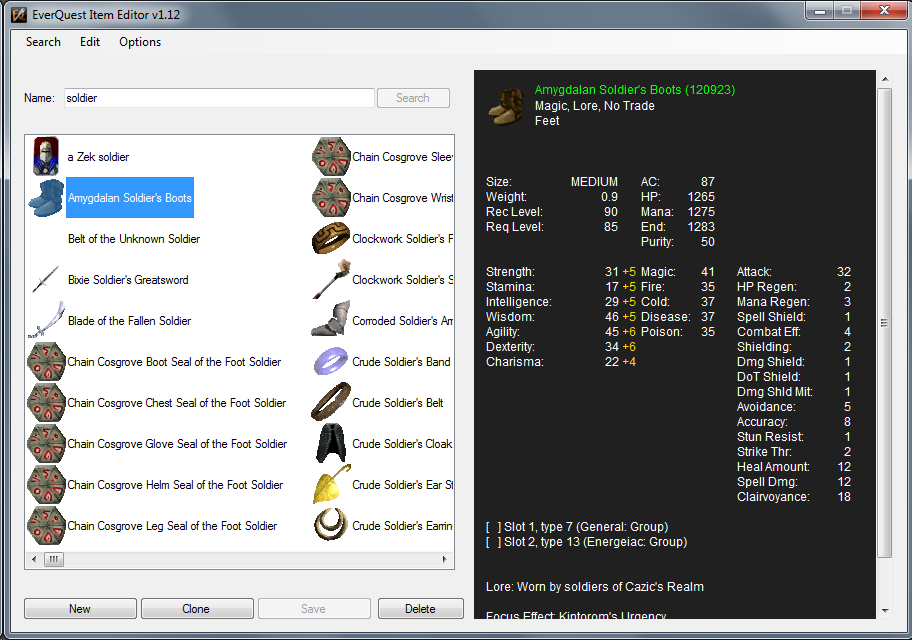 EverQuest Item Editor v1.12
Search Edit Options
Name: soldier Search
a Zek soldier
Amygdalan Soldier's Boots
Belt of the Unknown Soldier
Bixie Soldier's Greatsword
Blade of the Fallen Soldier
Chain Cosgrove Boot Seal of the Foot Soldier
Chain Cosgrove Chest Seal of the Foot Soldier
Chain Cosgrove Glove Seal of the Foot Soldier
Chain Cosgrove Helm Seal of the Foot Soldier
Chain Cosgrove Leg Seal of the Foot Soldier
Chain Cosgrove Slee
Chain Cosgrove Wrist
Clockwork Soldier's
Clockwork Soldier's S
Corroded Soldier's Ar
Crude Soldier's Band
Crude Soldier's Belt
Crude Soldier's Cloak
Crude Soldier's Ear S
Crude Soldier's Earrin
New Clone Save Delete
Amygdalan Soldier's Boots (120923)
Magic, Lore, No Trade
Feet
Size: MEDIUM AC: 87
Weight: 0.9 HP: 1265
Rec Level: 90 Mana: 1275
Req Level: 85 End: 1283
Purity: 50
Strength: 31 +5 Magic: 41 Attack: 32
Stamina: 17 +5 Fire: 35 HP Regen: 2
Intelligence: 29 +5 Cold: 37 Mana Regen: 3
Wisdom: 46 +5 Disease: 37 Spell Shield: 1
Agility: 45 +6 Poison: 35 Combat Eff: 4
Dexterity: 34 +6 Shielding: 2
Charisma: 22 +4 Dmg Shield: 1
DoT Shield: 1
Dmg Shld Mit: 1
Avoidance: 5
Accuracy: 8
Stun Resist: 1
Strike Thr: 2
Heal Amount: 12
Spell Dmg: 12
Clairvoyance: 18
[ ] Slot 1, type 7 (General: Group)
[ ] Slot 2, type 13 (Energeiac: Group)
Lore: Worn by soldiers of Cazic's Realm
Focus Effect: Kintorom's Urgency